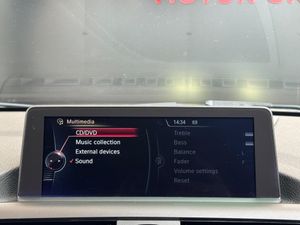 Multimedia
CD/DVD
Music collection
External devices
Sound
14:34
Treble
Bass
Balance
Fader
Volume settings
Reset